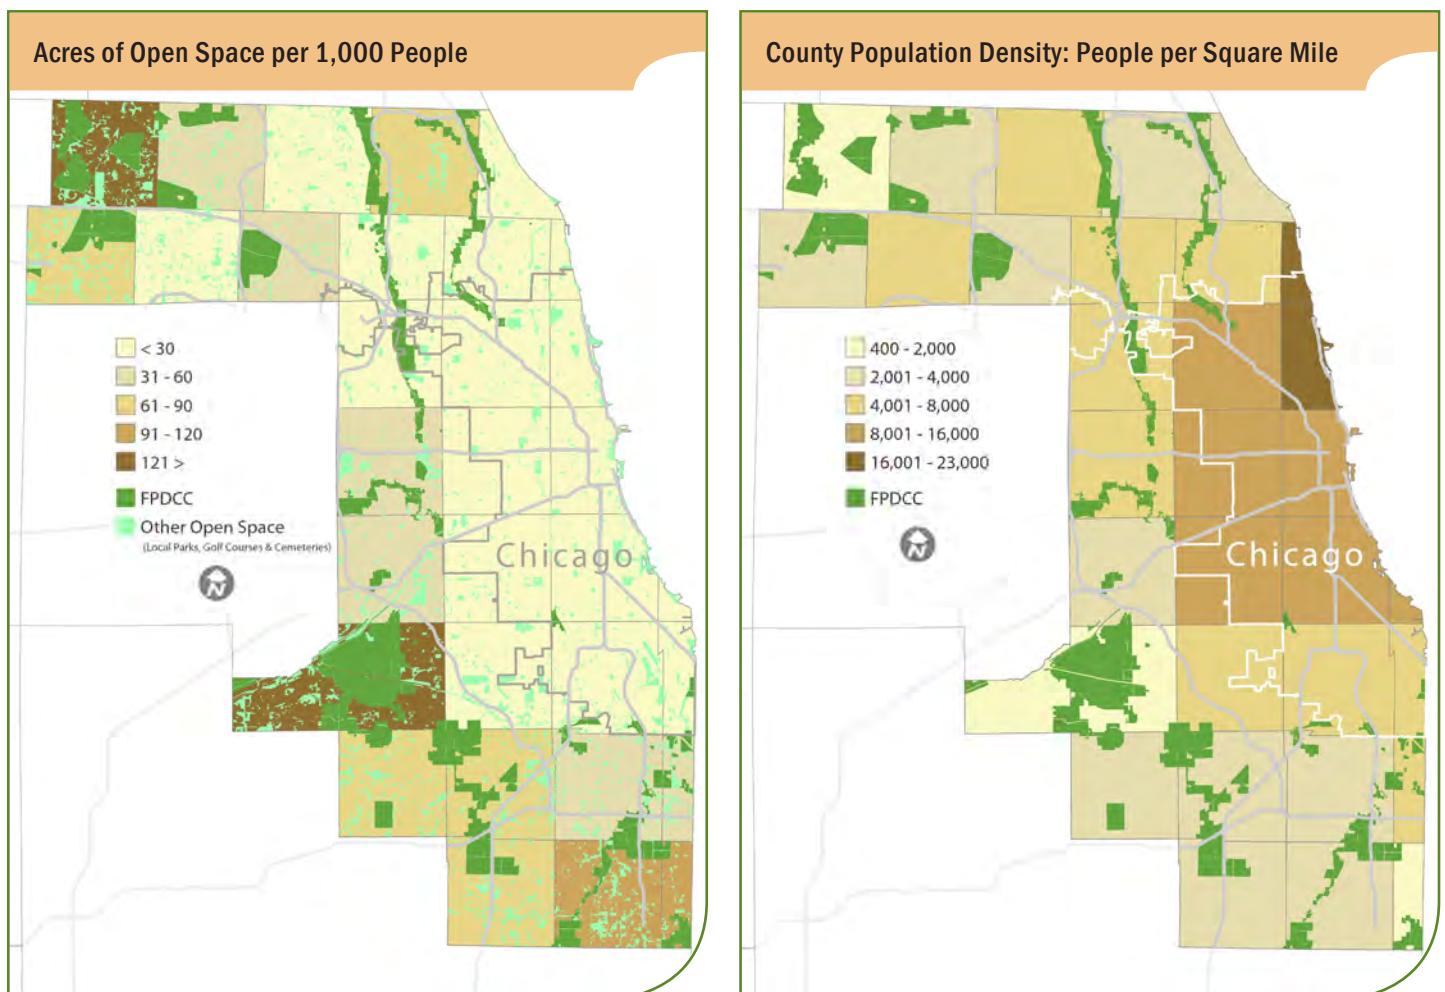 Acres of Open Space per 1,000 People
< 30
31 - 60
61 - 90
91 - 120
121 >
FPDCC
Other Open Space
(Local Parks, Golf Courses & Cemeteries)
N
Chicago
County Population Density: People per Square Mile
400 - 2,000
2,001 - 4,000
4,001 - 8,000
8,001 - 16,000
16,001 - 23,000
FPDCC
N
Chicago